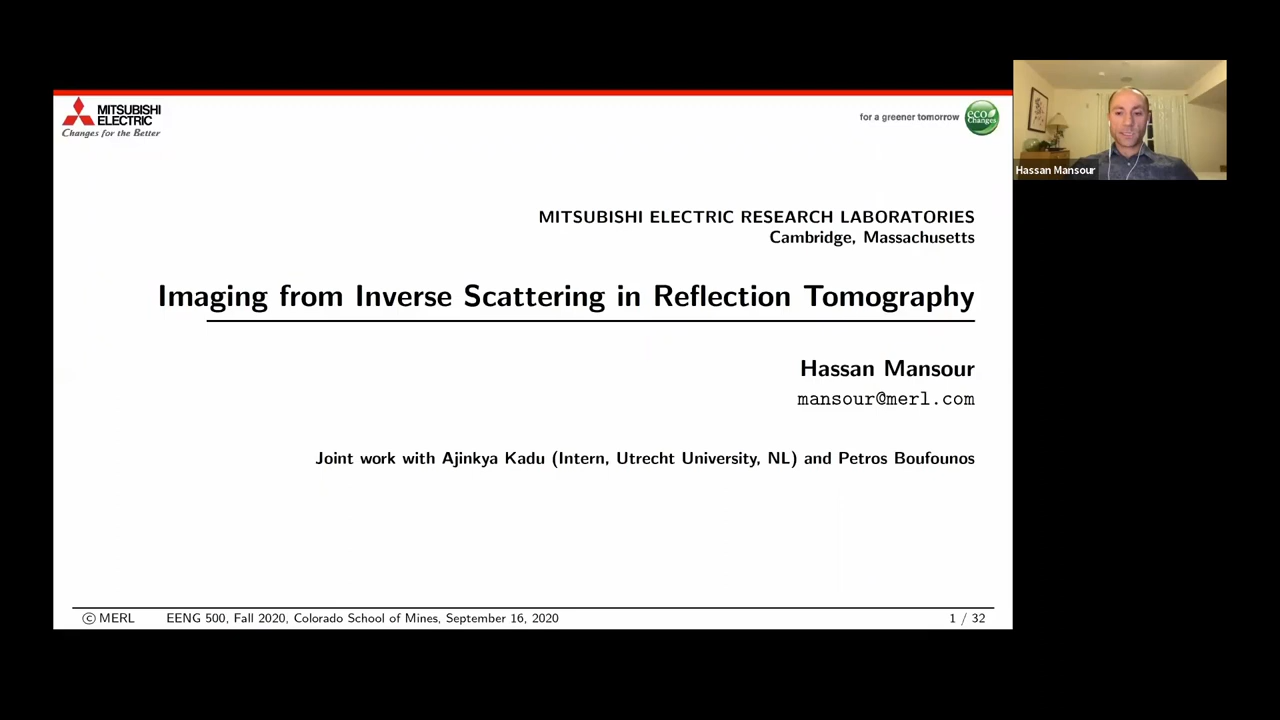 MITSUBISHI
ELECTRIC
Changes for the Better
for a greener tomorrow
eco
Changes
Hassan Mansour
MITSUBISHI ELECTRIC RESEARCH LABORATORIES
Cambridge, Massachusetts
Imaging from Inverse Scattering in Reflection Tomography
Hassan Mansour
mansour@merl.com
Joint work with Ajinkya Kadu (Intern, Utrecht University, NL) and Petros Boufounos
© MERL EENG 500, Fall 2020, Colorado School of Mines, September 16, 2020 1 / 32